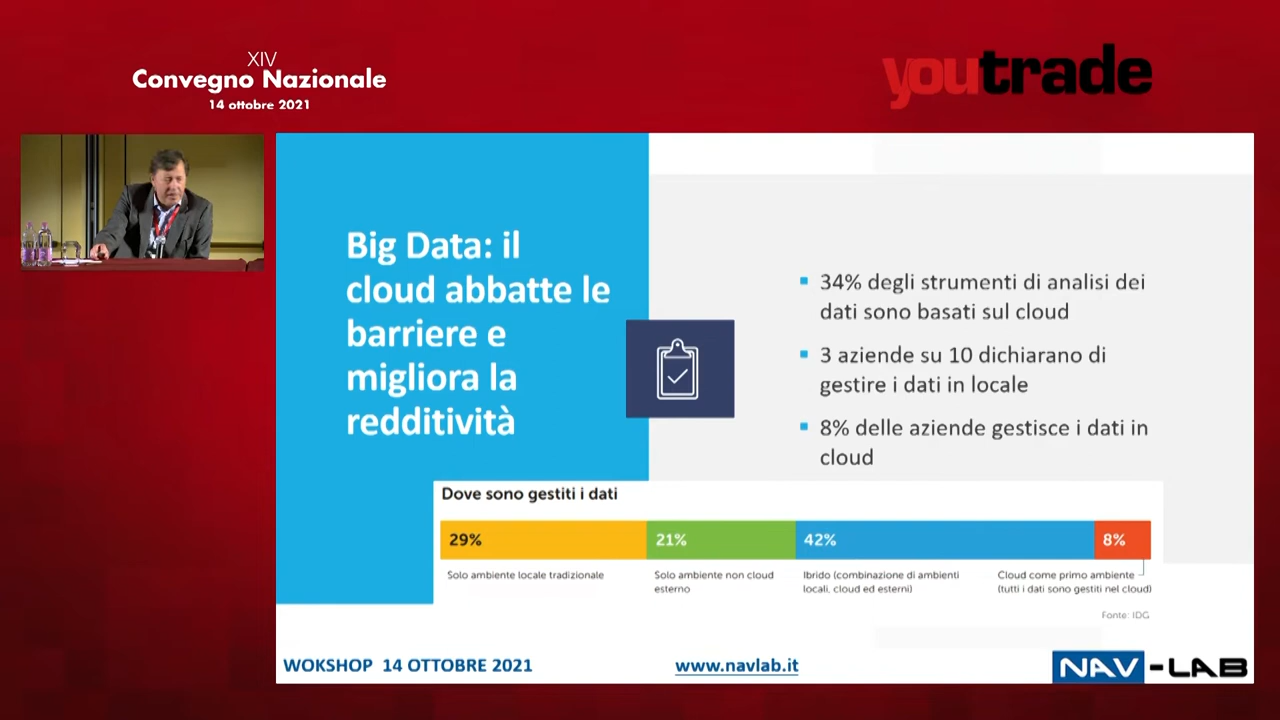 XIV
Convegno Nazionale
14 ottobre 2021
youtrade
Big Data: il
cloud abbatte le
barriere e
migliora la
redditività
34% degli strumenti di analisi dei
dati sono basati sul cloud
3 aziende su 10 dichiarano di
gestire i dati in locale
8% delle aziende gestisce i dati in
cloud
Dove sono gestiti i dati
29%
21%
42%
8%
Solo ambiente locale tradizionale
Solo ambiente non cloud
esterno
Ibrido (combinazione di ambienti
locali, cloud ed esterni)
Cloud come primo ambiente
(tutti i dati sono gestiti nel cloud)
Fonte: IDG
WOKSHOP 14 OTTOBRE 2021
www.navlab.it
NAV-LAB